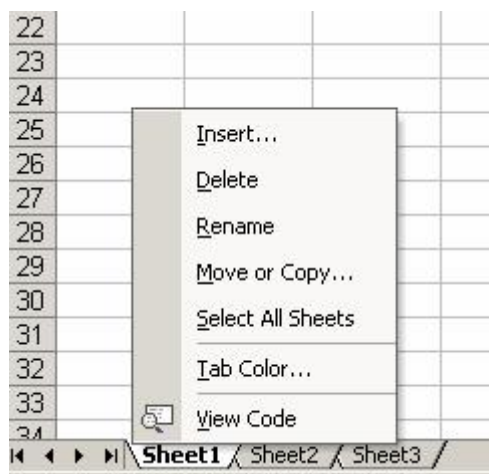 22
23
24
25
Insert...
26
Delete
27
28
Rename
29
Move or Copy...
30
31
Select All Sheets
32
Tab Color...
33
View Code
34
Sheet1 Sheet2 Sheet3